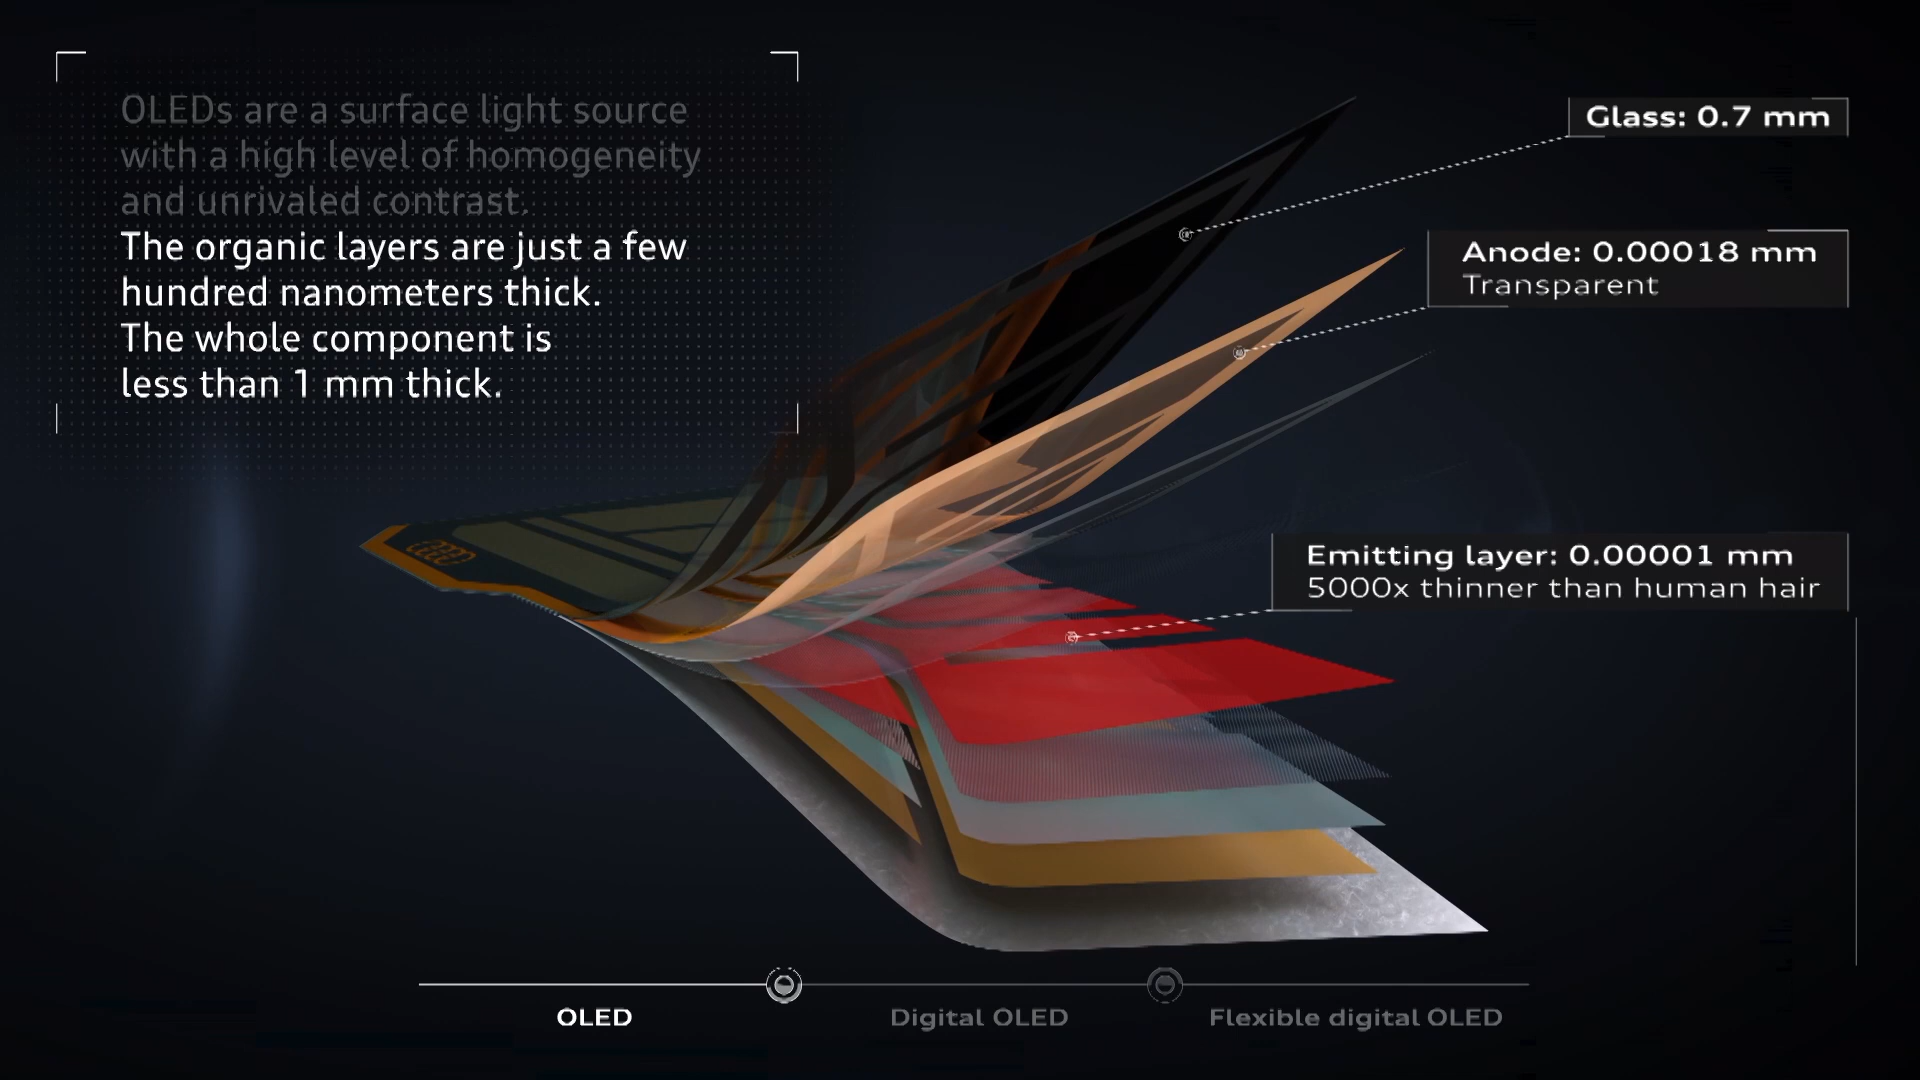 OLEDs are a surface light source
with a high level of homogeneity
and unrivaled contrast.
The organic layers are just a few
hundred nanometers thick.
The whole component is
less than 1 mm thick.
Glass: 0.7 mm
Anode: 0.00018 mm
Transparent
Emitting layer: 0.00001 mm
5000x thinner than human hair
OLED
Digital OLED
Flexible digital OLED